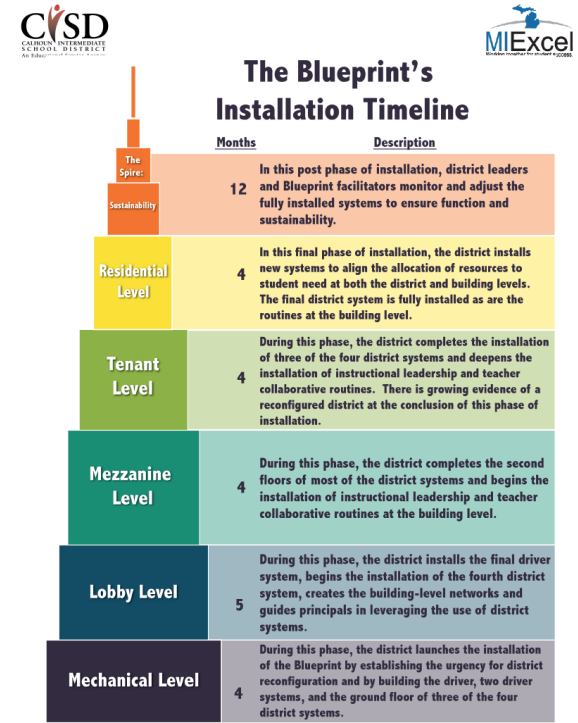 CISD
CALHOUN INTERMEDIATE
SCHOOL DISTRICT
MIExcel
Working together for student success.
The Blueprint's
Installation Timeline
Months
Description
The
Spire:
Sustainability
12
In this post phase of installation, district leaders
and Blueprint facilitators monitor and adjust the
fully installed systems to ensure function and
sustainability.
Residential
Level
4
In this final phase of installation, the district installs
new systems to align the allocation of resources to
student need at both the district and building levels.
The final district system is fully installed as are the
routines at the building level.
Tenant
Level
4
During this phase, the district completes the installation
of three of the four district systems and deepens the
installation of instructional leadership and teacher
collaborative routines. There is growing evidence of a
reconfigured district at the conclusion of this phase of
installation.
Mezzanine
Level
4
During this phase, the district completes the second
floors of most of the district systems and begins the
installation of instructional leadership and teacher
collaborative routines at the building level.
Lobby Level
5
During this phase, the district installs the final driver
system, begins the installation of the fourth district
system, creates the building-level networks and
guides principals in leveraging the use of district
systems.
Mechanical Level
4
During this phase, the district launches the installation
of the Blueprint by establishing the urgency for district
reconfiguration and by building the driver, two driver
systems, and the ground floor of three of the four
district systems.